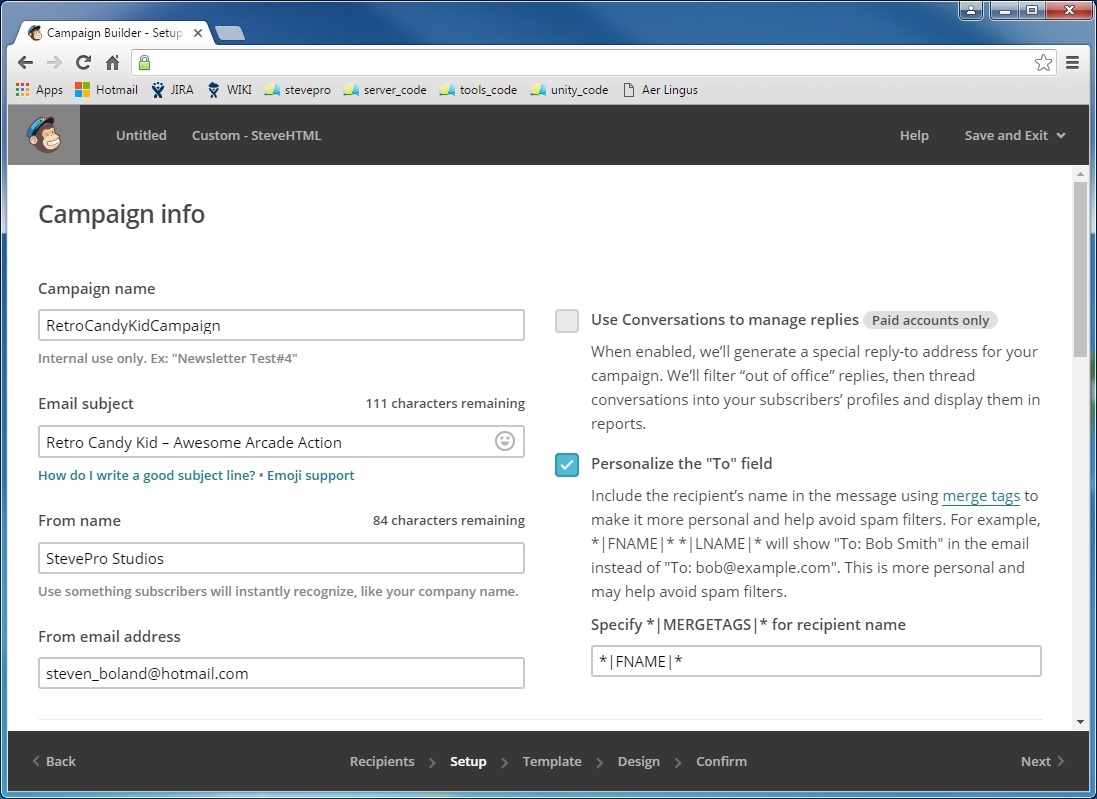 Campaign Builder - Setup
Apps Hotmail JIRA WIKI stevepro server_code tools_code unity_code Aer Lingus
Untitled Custom - SteveHTML Help Save and Exit
Campaign info
Campaign name
RetroCandyKidCampaign
Internal use only. Ex: "Newsletter Test#4"
Email subject 111 characters remaining
Retro Candy Kid – Awesome Arcade Action
How do I write a good subject line? • Emoji support
From name 84 characters remaining
StevePro Studios
Use something subscribers will instantly recognize, like your company name.
From email address
steven_boland@hotmail.com
Use Conversations to manage replies Paid accounts only
When enabled, we’ll generate a special reply-to address for your
campaign. We’ll filter “out of office” replies, then thread
conversations into your subscribers’ profiles and display them in
reports.
Personalize the "To" field
Include the recipient’s name in the message using merge tags to
make it more personal and help avoid spam filters. For example,
*|FNAME|* *|LNAME|* will show "To: Bob Smith" in the email
instead of "To: bob@example.com". This is more personal and
may help avoid spam filters.
Specify *|MERGETAGS|* for recipient name
*|FNAME|*
Back Recipients Setup Template Design Confirm Next